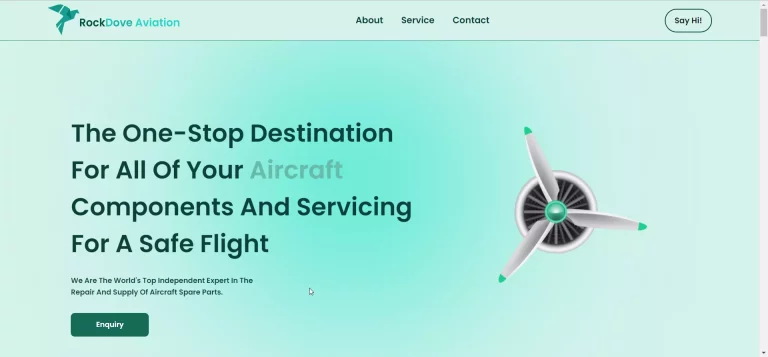 RockDove Aviation
About Service Contact
Say Hi!
The One-Stop Destination
For All Of Your Aircraft
Components And Servicing
For A Safe Flight
We Are The World's Top Independent Expert In The
Repair And Supply Of Aircraft Spare Parts.
Enquiry